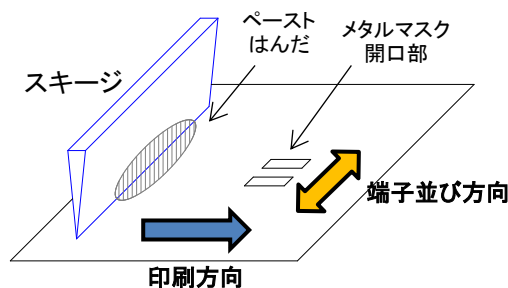 ペースト
はんだ
メタルマスク
開口部
スキージ
端子並び方向
印刷方向